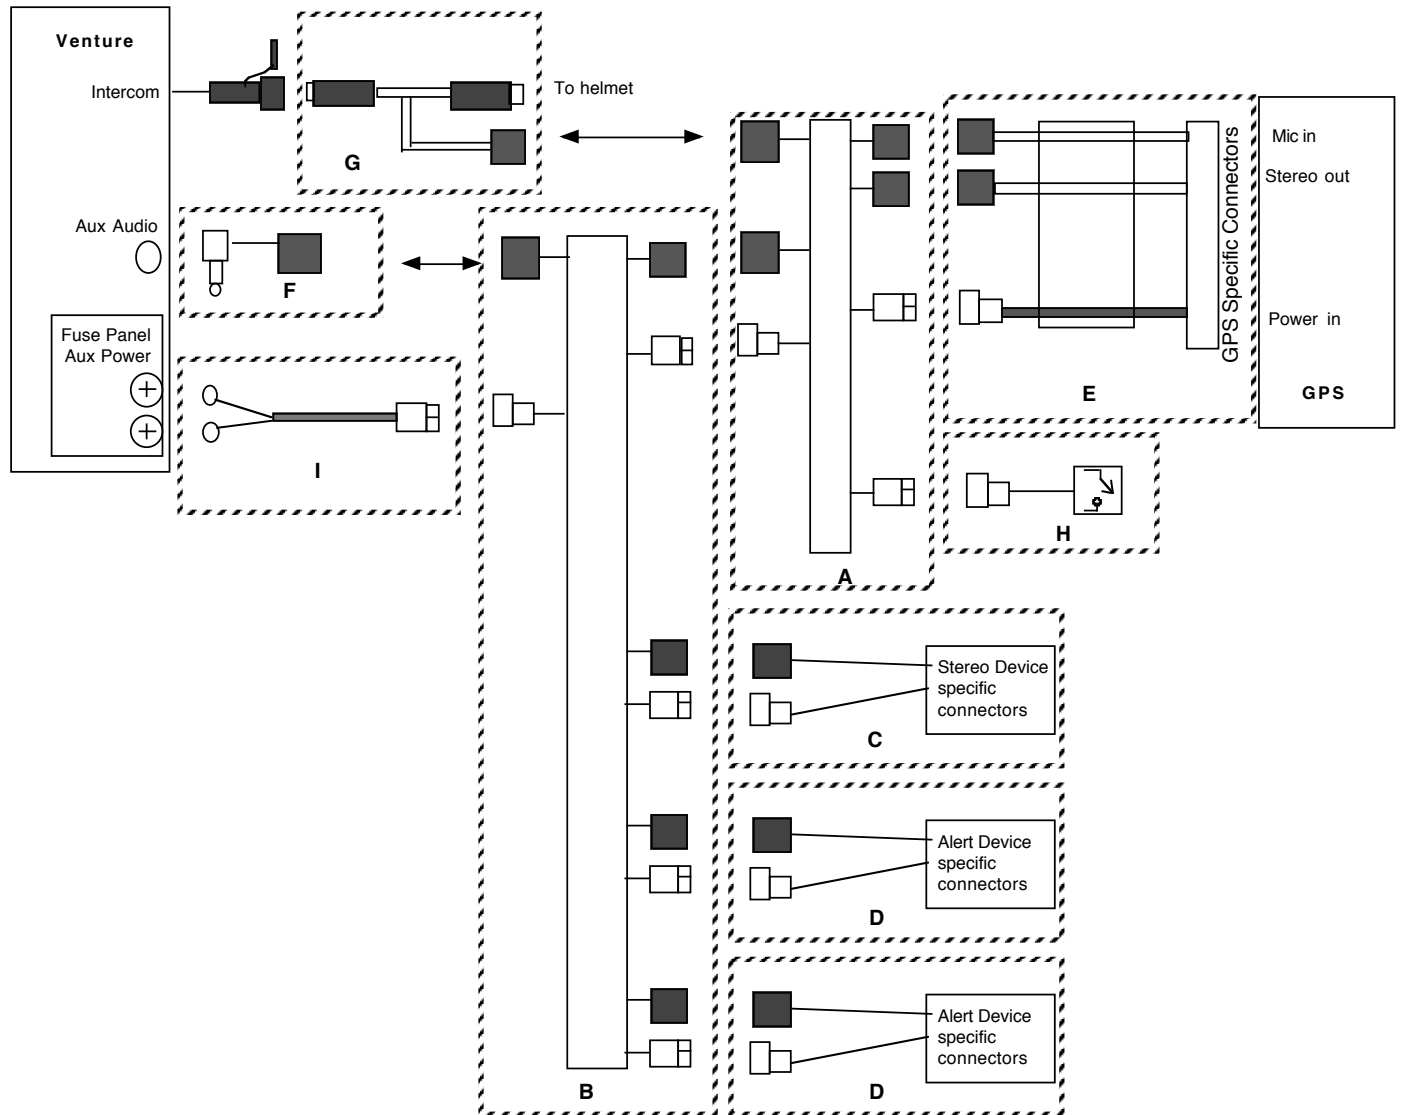 Venture
Intercom
To helmet
G
Aux Audio
F
Fuse Panel
Aux Power
I
B
A
GPS Specific Connectors
E
Mic in
Stereo out
Power in
GPS
H
Stereo Device
specific
connectors
C
Alert Device
specific
connectors
D
Alert Device
specific
connectors
D